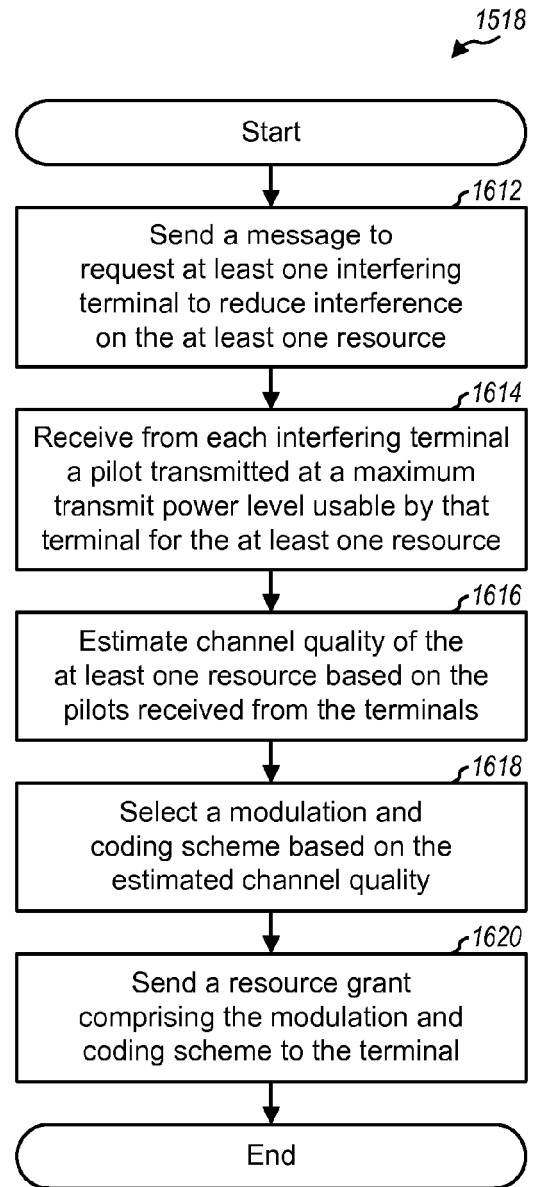 1518
Start
1612
Send a message to
request at least one interfering
terminal to reduce interference
on the at least one resource
1614
Receive from each interfering terminal
a pilot transmitted at a maximum
transmit power level usable by that
terminal for the at least one resource
1616
Estimate channel quality of the
at least one resource based on the
pilots received from the terminals
1618
Select a modulation and
coding scheme based on the
estimated channel quality
1620
Send a resource grant
comprising the modulation and
coding scheme to the terminal
End